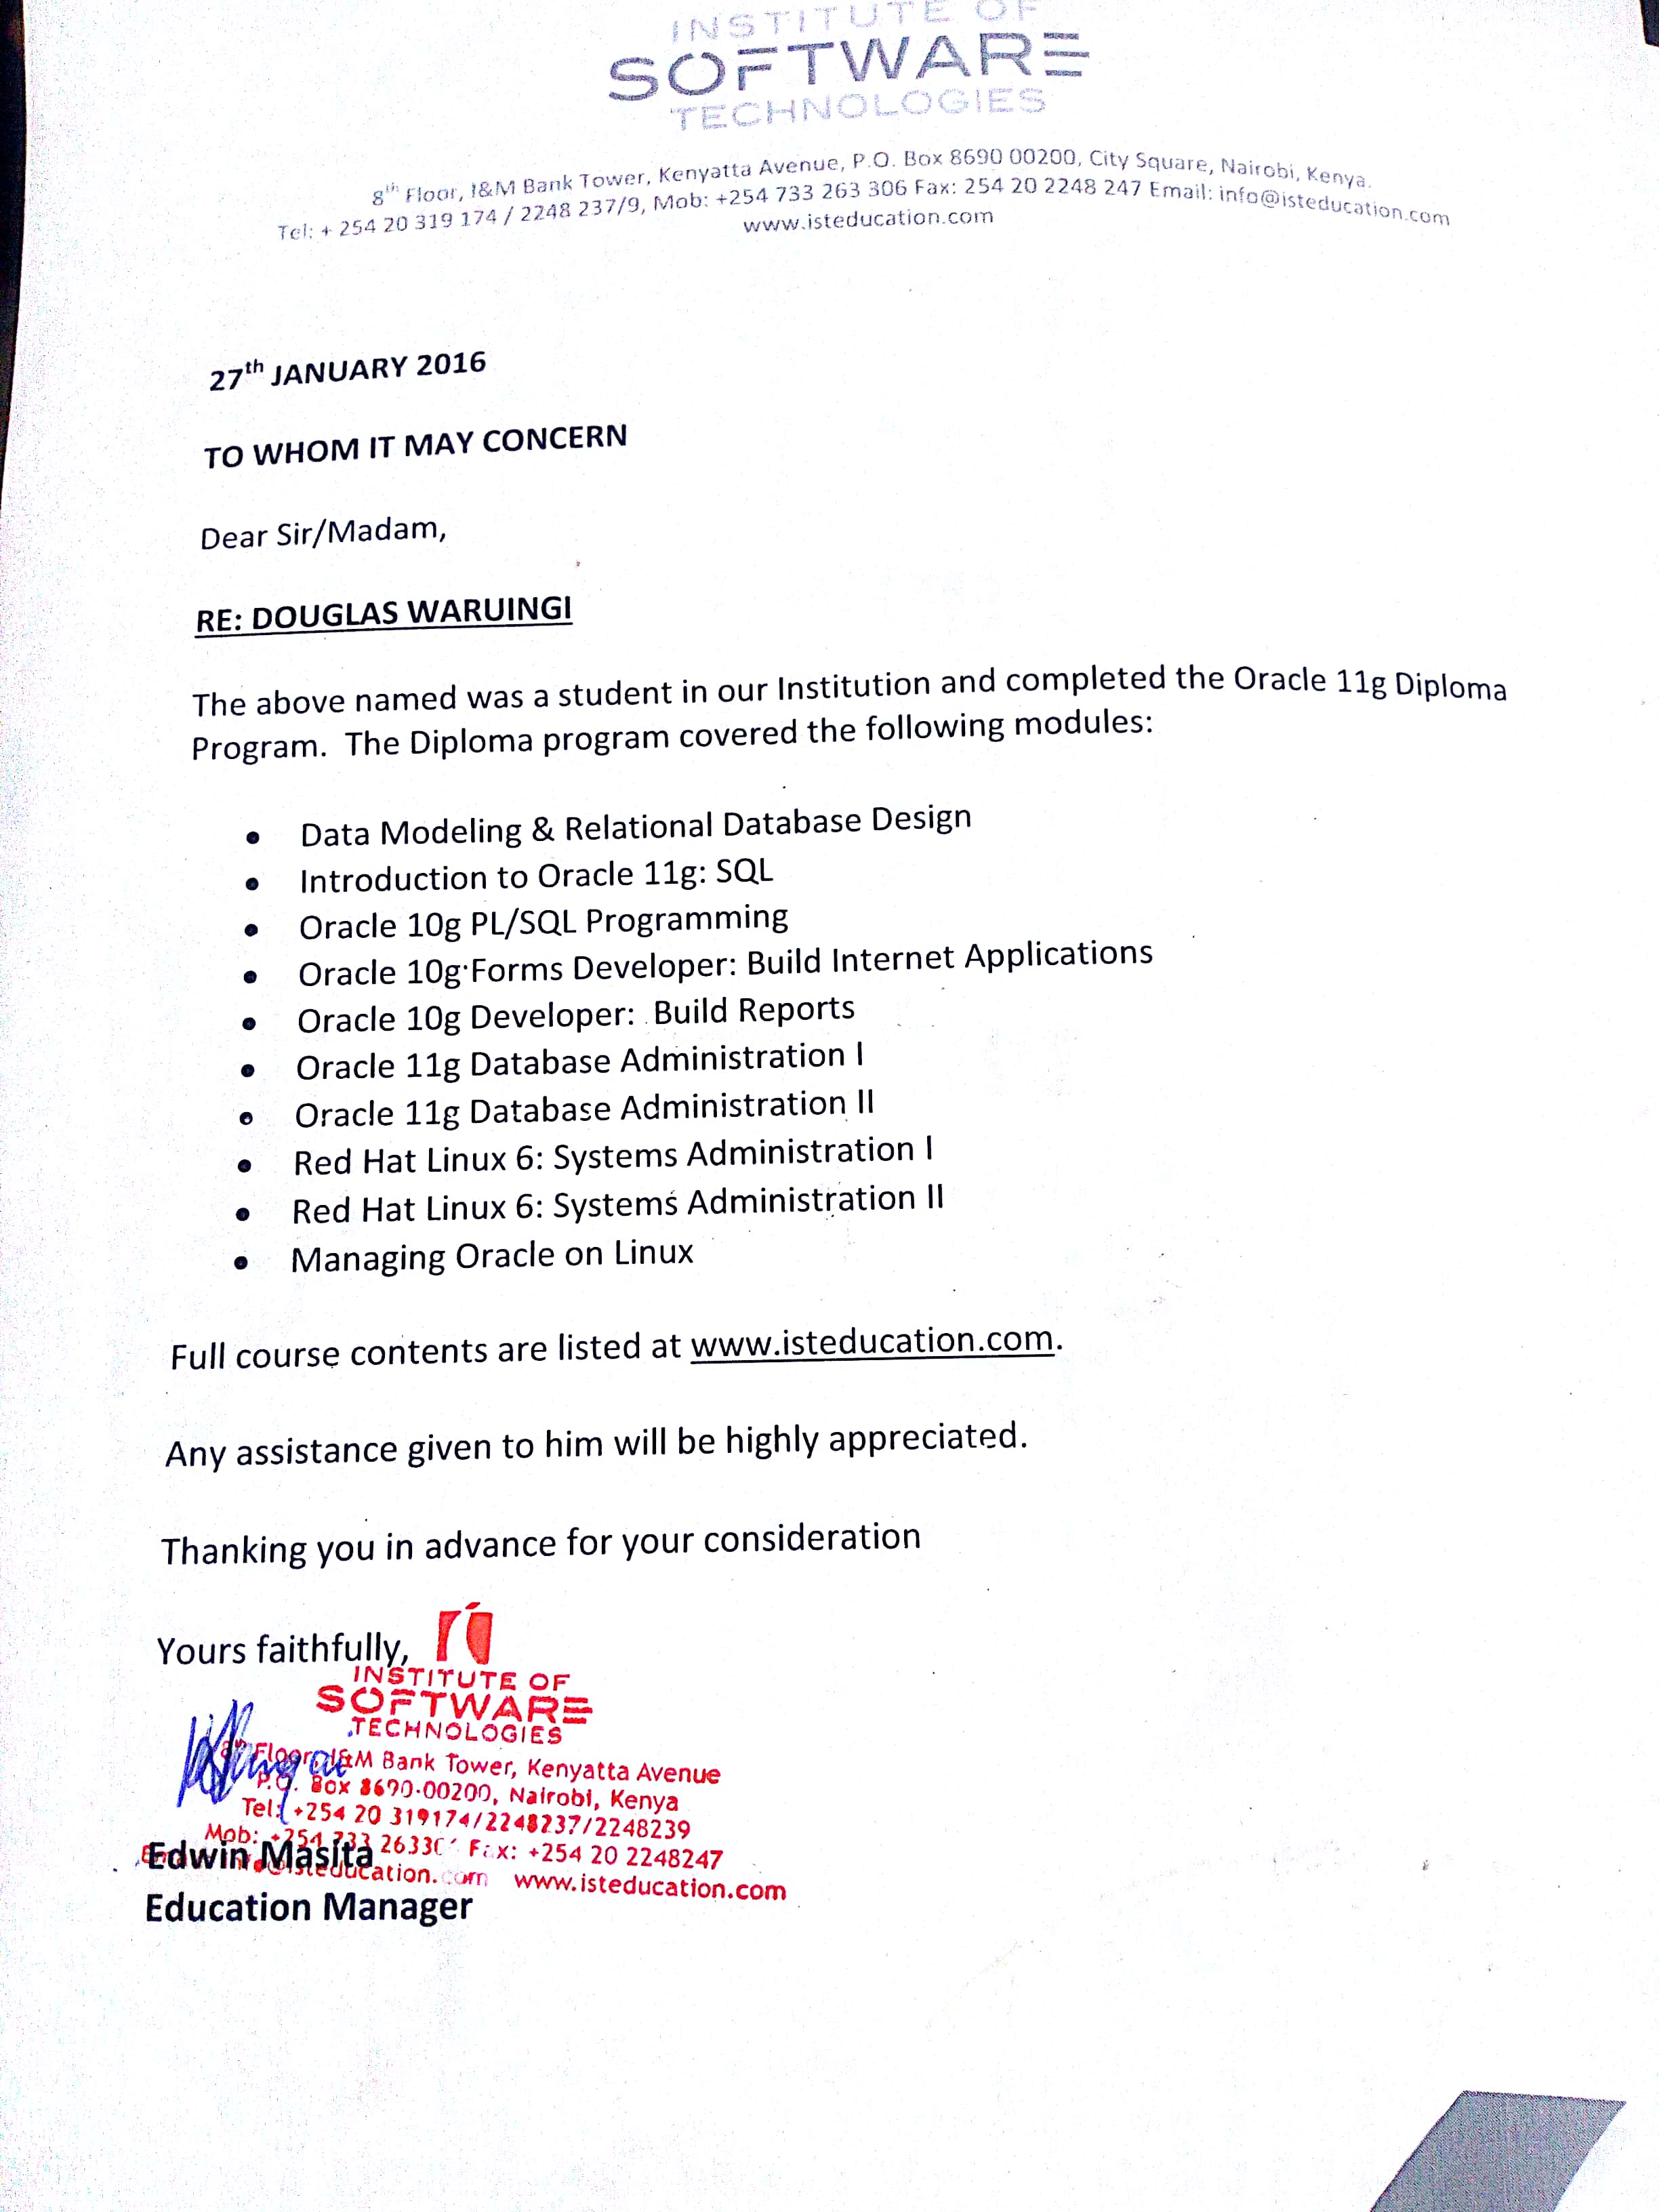 INSTITUTE OF
SOFTWARE
TECHNOLOGIES
8th Floor, I&M Bank Tower, Kenyatta Avenue, P.O. Box 8690 00200, City Square, Nairobi, Kenya.
Tel: + 254 20 319 174 / 2248 237/9, Mob: +254 733 263 306 Fax: 254 20 2248 247 Email: info@isteducation.com
www.isteducation.com
27th JANUARY 2016
TO WHOM IT MAY CONCERN
Dear Sir/Madam,
RE: DOUGLAS WARUINGI
The above named was a student in our Institution and completed the Oracle 11g Diploma
Program. The Diploma program covered the following modules:
• Data Modeling & Relational Database Design
• Introduction to Oracle 11g: SQL
• Oracle 10g PL/SQL Programming
• Oracle 10g Forms Developer: Build Internet Applications
• Oracle 10g Developer: Build Reports
• Oracle 11g Database Administration I
• Oracle 11g Database Administration II
• Red Hat Linux 6: Systems Administration I
• Red Hat Linux 6: Systems Administration II
• Managing Oracle on Linux
Full course contents are listed at www.isteducation.com.
Any assistance given to him will be highly appreciated.
Thanking you in advance for your consideration
Yours faithfully,
INSTITUTE OF
SOFTWARE
TECHNOLOGIES
Floor, I&M Bank Tower, Kenyatta Avenue
P.O. Box 8690-00200, Nairobi, Kenya
Tel: +254 20 319174/2248237/2248239
Mob: +254 733 Fax: +254 20 2248247
www.isteducation.com
Edwin Masita
Education Manager